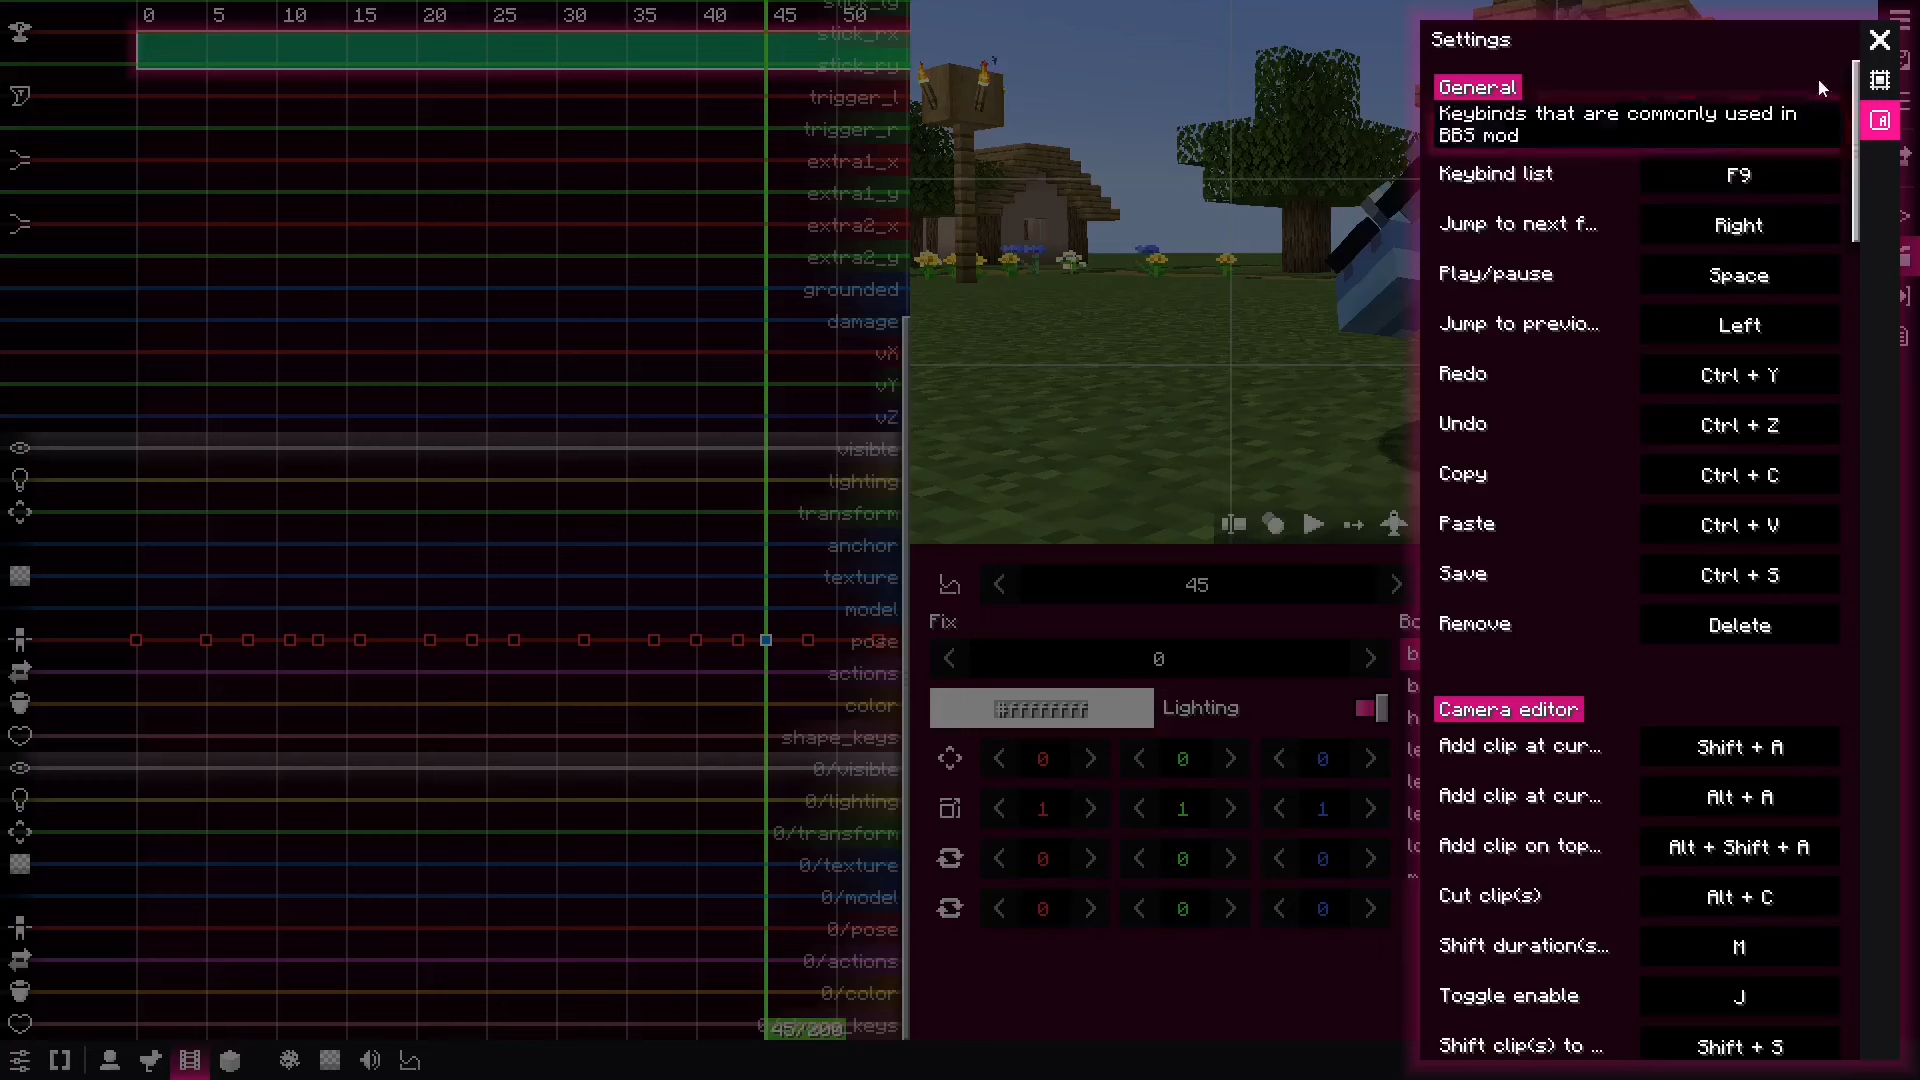 0 5 10 15 20 25 30 35 40 45 50
stick_rx
stick_ry
trigger_l
trigger_r
extra1_x
extra1_y
extra2_x
extra2_y
grounded
damage
vX
vY
vZ
visible
lighting
transform
anchor
texture
model
pose
actions
color
shape_keys
0/visible
0/lighting
0/transform
0/texture
0/model
0/pose
0/actions
0/color
45/200
keys
45
Fix
0
#ffffffff
Lighting
0 0 0
1 1 1
0 0 0
0 0 0
Settings
General
Keybinds that are commonly used in
BBS mod
Keybind list F9
Jump to next f... Right
Play/pause Space
Jump to previo... Left
Redo Ctrl + Y
Undo Ctrl + Z
Copy Ctrl + C
Paste Ctrl + V
Save Ctrl + S
Remove Delete
Camera editor
Add clip at cur... Shift + A
Add clip at cur... Alt + A
Add clip on top... Alt + Shift + A
Cut clip(s) Alt + C
Shift duration(s... M
Toggle enable J
Shift clip(s) to ... Shift + S